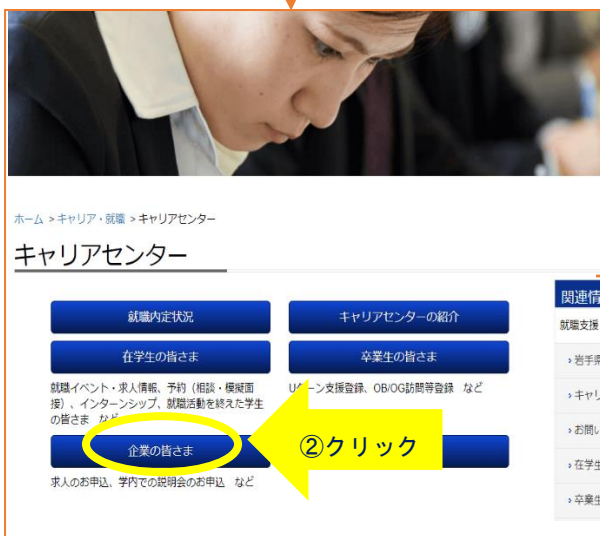 ホーム > キャリア・就職 > キャリアセンター
キャリアセンター
就職内定状況
キャリアセンターの紹介
在学生の皆さま
卒業生の皆さま
就職イベント・求人情報、予約（相談・模擬面
接）、インターンシップ、就職活動を終えた学生
の皆さま など
Uターン支援登録、OB/OG訪問等登録 など
企業の皆さま
②クリック
求人のお申込、学内での説明会のお申込 など
関連情
就職支援
› 岩手県
› キャリ
› お問い
› 在学生
› 卒業生